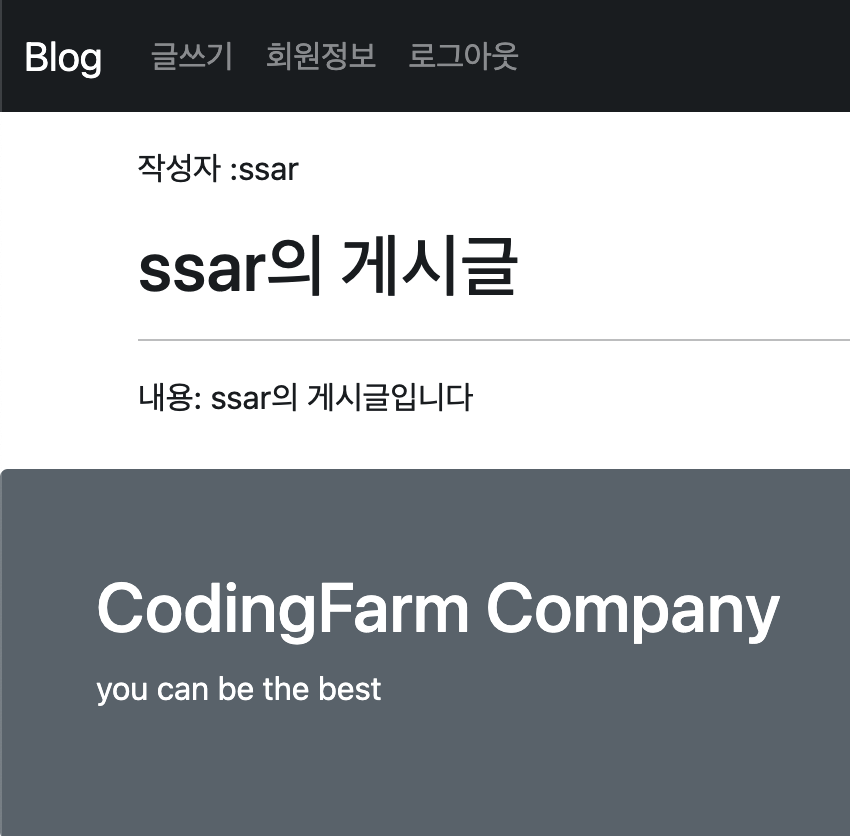 Blog 글쓰기 회원정보 로그아웃
작성자 :ssar
ssar의 게시글
내용: ssar의 게시글입니다
CodingFarm Company
you can be the best